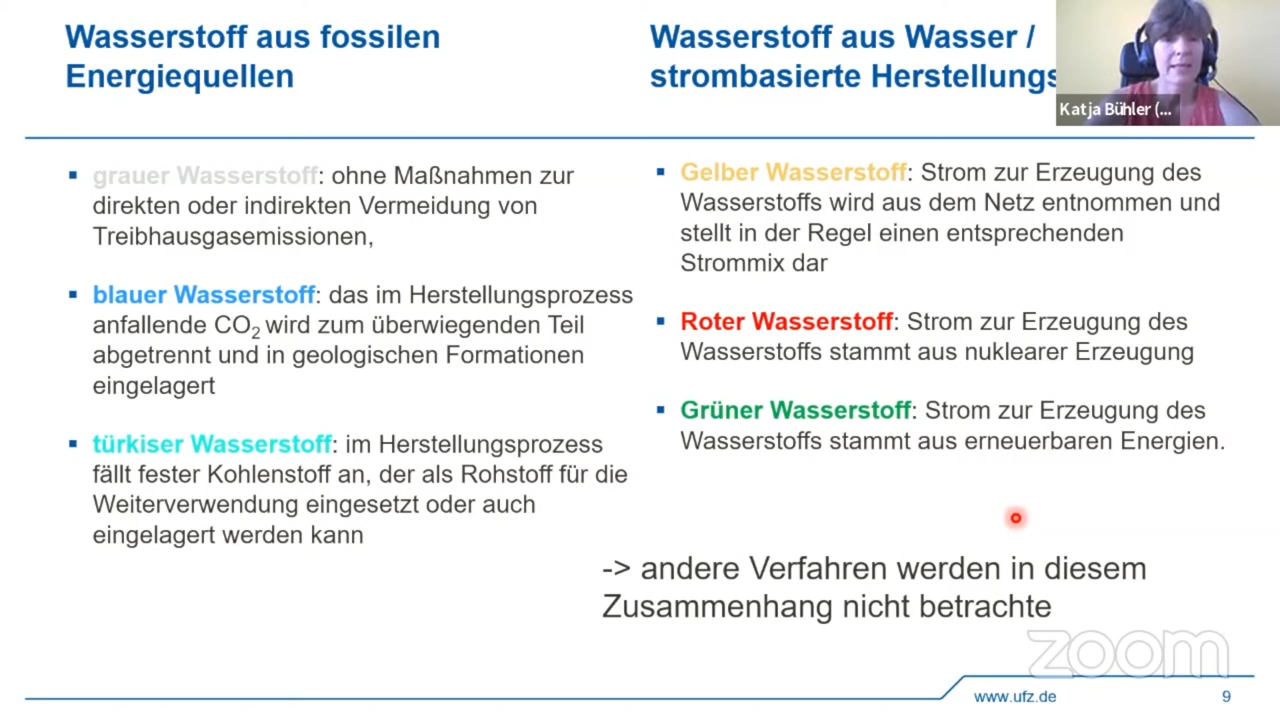 Wasserstoff aus fossilen
Energiequellen
Wasserstoff aus Wasser /
strombasierte Herstellungs
Katja Bühler (...
grauer Wasserstoff: ohne Maßnahmen zur
direkten oder indirekten Vermeidung von
Treibhausgasemissionen,
blauer Wasserstoff: das im Herstellungsprozess
anfallende CO₂ wird zum überwiegenden Teil
abgetrennt und in geologischen Formationen
eingelagert
türkiser Wasserstoff: im Herstellungsprozess
fällt fester Kohlenstoff an, der als Rohstoff für die
Weiterverwendung eingesetzt oder auch
eingelagert werden kann
Gelber Wasserstoff: Strom zur Erzeugung des
Wasserstoffs wird aus dem Netz entnommen und
stellt in der Regel einen entsprechenden
Strommix dar
Roter Wasserstoff: Strom zur Erzeugung des
Wasserstoffs stammt aus nuklearer Erzeugung
Grüner Wasserstoff: Strom zur Erzeugung des
Wasserstoffs stammt aus erneuerbaren Energien.
-> andere Verfahren werden in diesem
Zusammenhang nicht betrachte
zoom
www.ufz.de
9